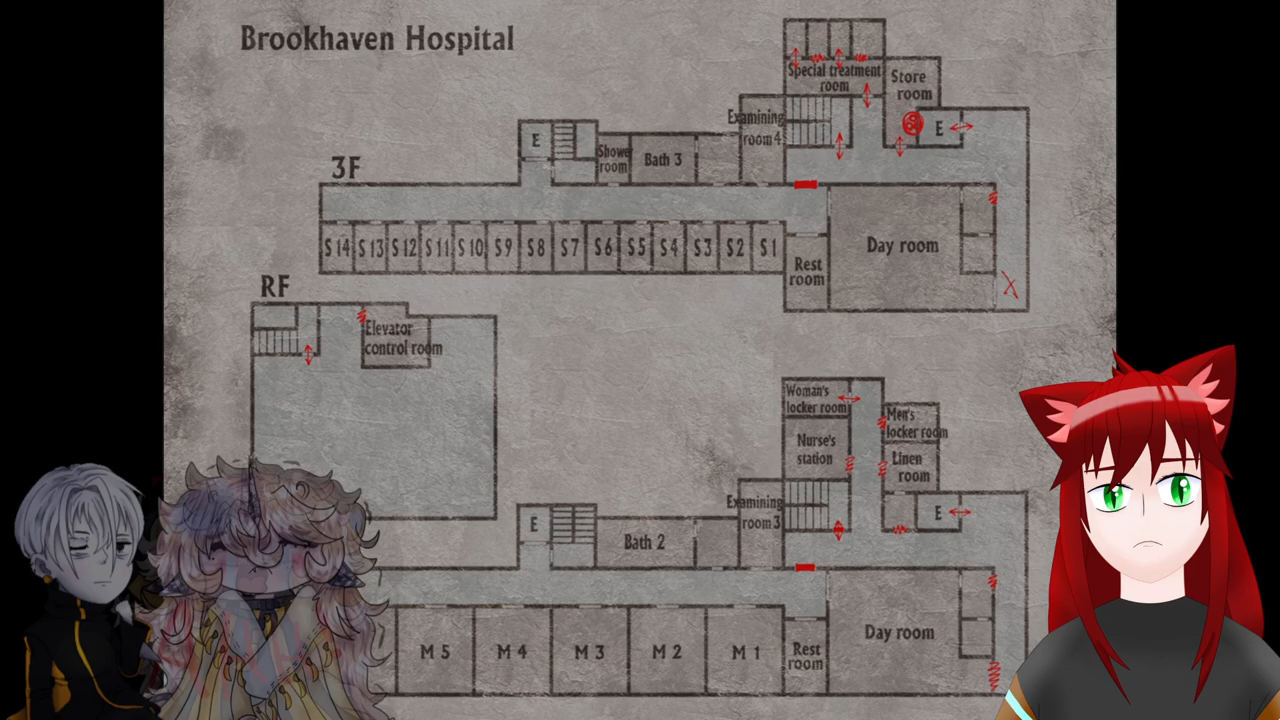 Brookhaven Hospital
3F
Special treatment
room
Store
room
Examining
room 4
E
E
Shower
room
Bath 3
S 14
S 13
S 12
S 11
S 10
S 9
S 8
S 7
S 6
S 5
S 4
S 3
S 2
S 1
Rest
room
Day room
RF
Elevator
control room
Woman's
locker room
Men's
locker room
Nurse's
station
Linen
room
Examining
room 3
E
E
Bath 2
M 5
M 4
M 3
M 2
M 1
Rest
room
Day room